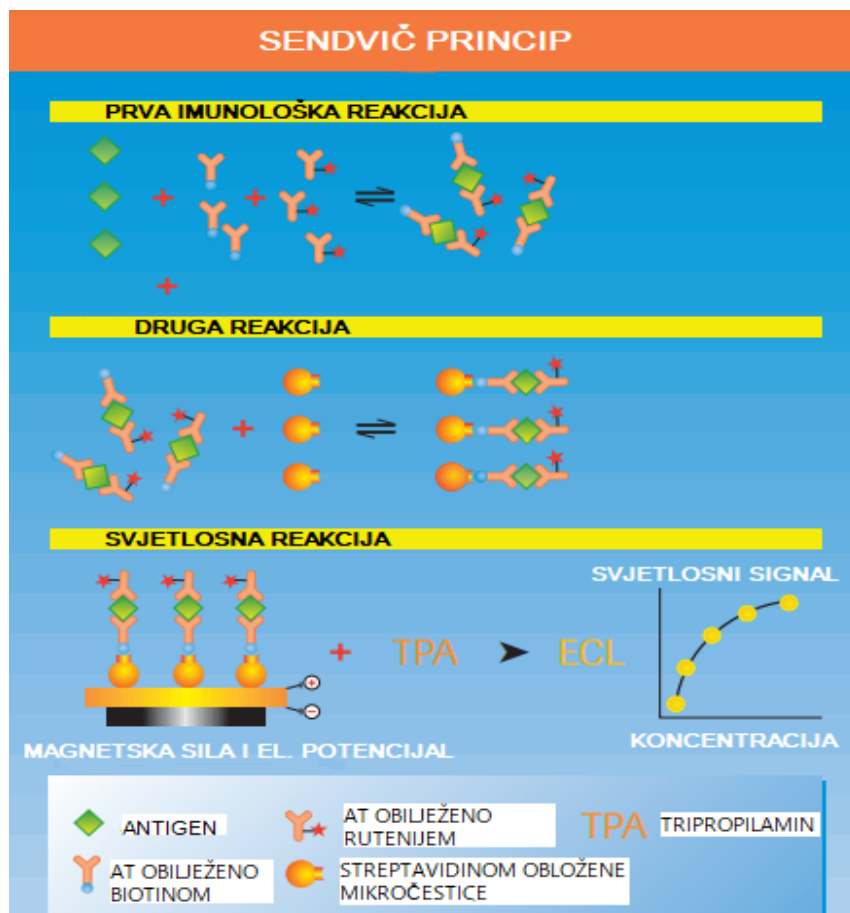 SENDVIČ PRINCIP
PRVA IMUNOLOŠKA REAKCIJA
DRUGA REAKCIJA
SVJETLOSNA REAKCIJA
SVJETLOSNI SIGNAL
TPA
ECL
KONCENTRACIJA
MAGNETSKA SILA I EL. POTENCIJAL
ANTIGEN
AT OBILJEŽENO
RUTENIJEM
TPA
TRIPROPILAMIN
AT OBILJEŽENO
BIOTINOM
STREPTAVIDINOM OBLOŽENE
MIKROČESTICE